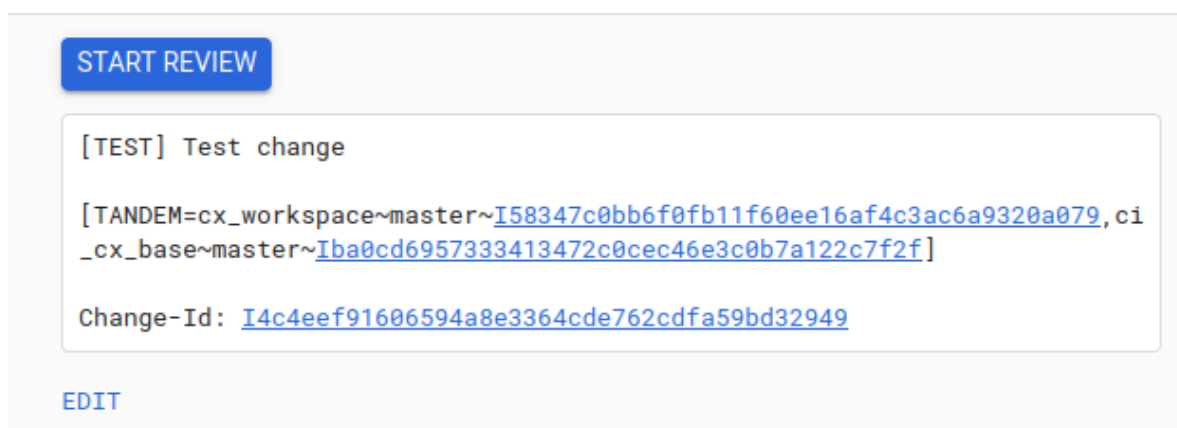 START REVIEW
[TEST] Test change
[TANDEM=cx_workspace~master~I58347c0bb6f0fb11f60ee16af4c3ac6a9320a079,ci
_cx_base~master~Iba0cd6957333413472c0cec46e3c0b7a122c7f2f]
Change-Id: I4c4eef91606594a8e3364cde762cdfa59bd32949
EDIT